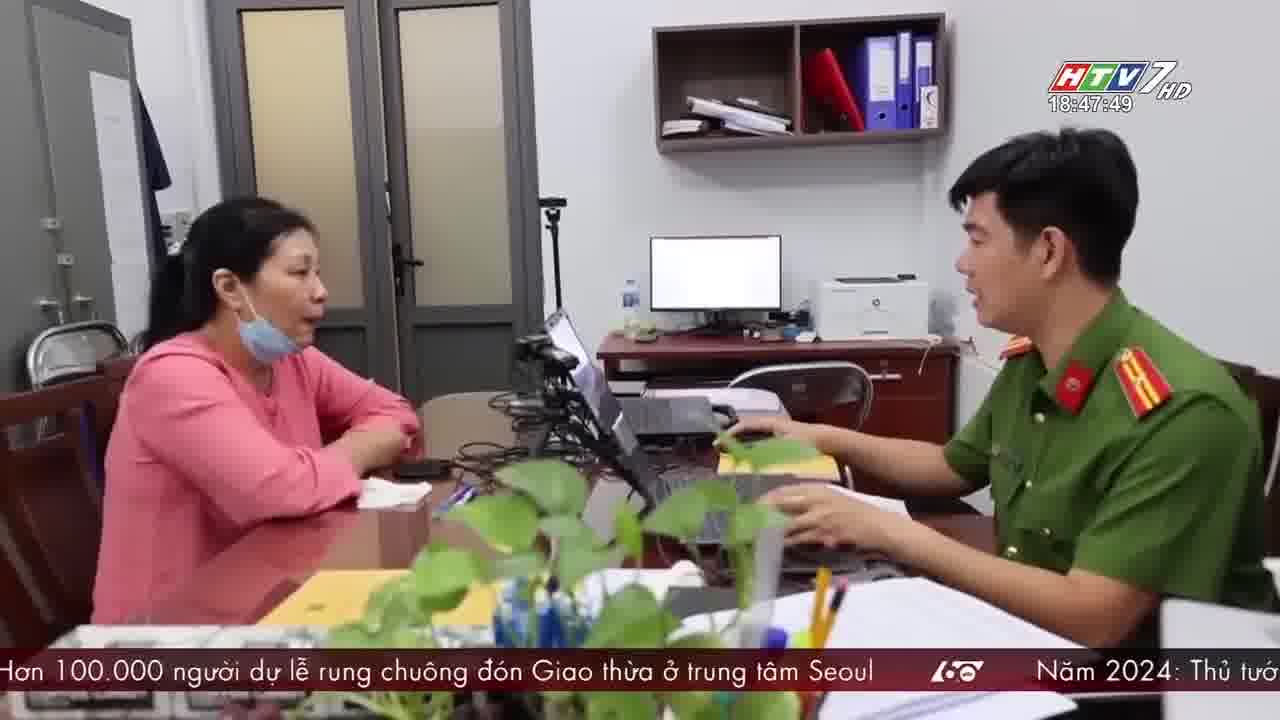 HTV7 HD
18:47:49
Hơn 100.000 người dự lễ rung chuông đón Giao thừa ở trung tâm Seoul 60 Năm 2024: Thủ tướ